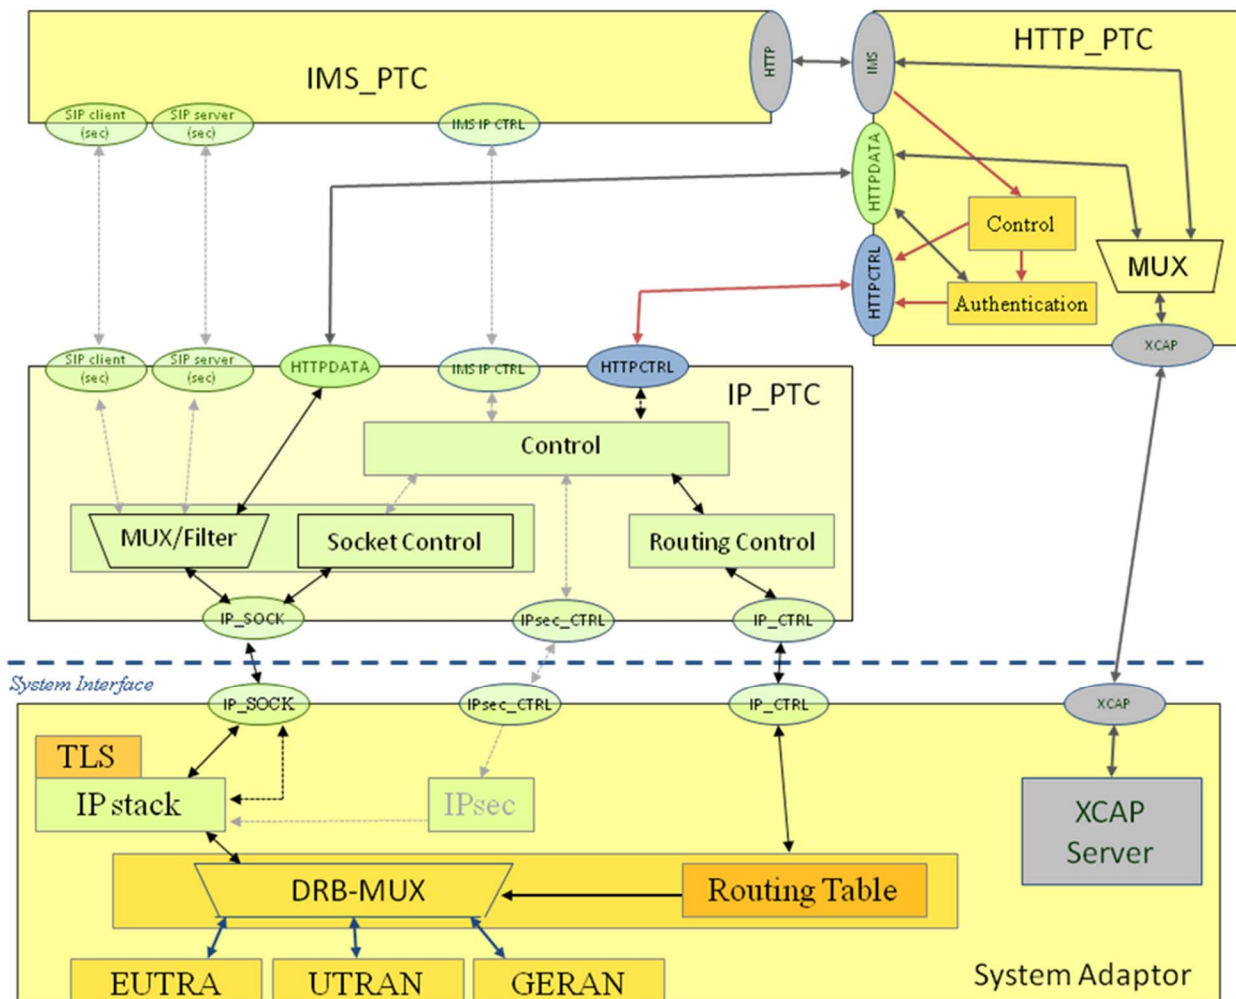 HTTP_PTC
IMS_PTC
HTTP
IMS
SIP client
(sec)
SIP server
(sec)
IMS IP CTRL
HTTPDATA
Control
HTTPCTRL
MUX
Authentication
XCAP
SIP client
(sec)
SIP server
(sec)
HTTPDATA
IMS IP CTRL
HTTPCTRL
IP_PTC
Control
MUX/Filter
Socket Control
Routing Control
IP_SOCK
IPsec_CTRL
IP_CTRL
System Interface
IP_SOCK
IPsec_CTRL
IP_CTRL
XCAP
TLS
IP stack
IPsec
XCAP
Server
DRB-MUX
Routing Table
EUTRA
UTRAN
GERAN
System Adaptor